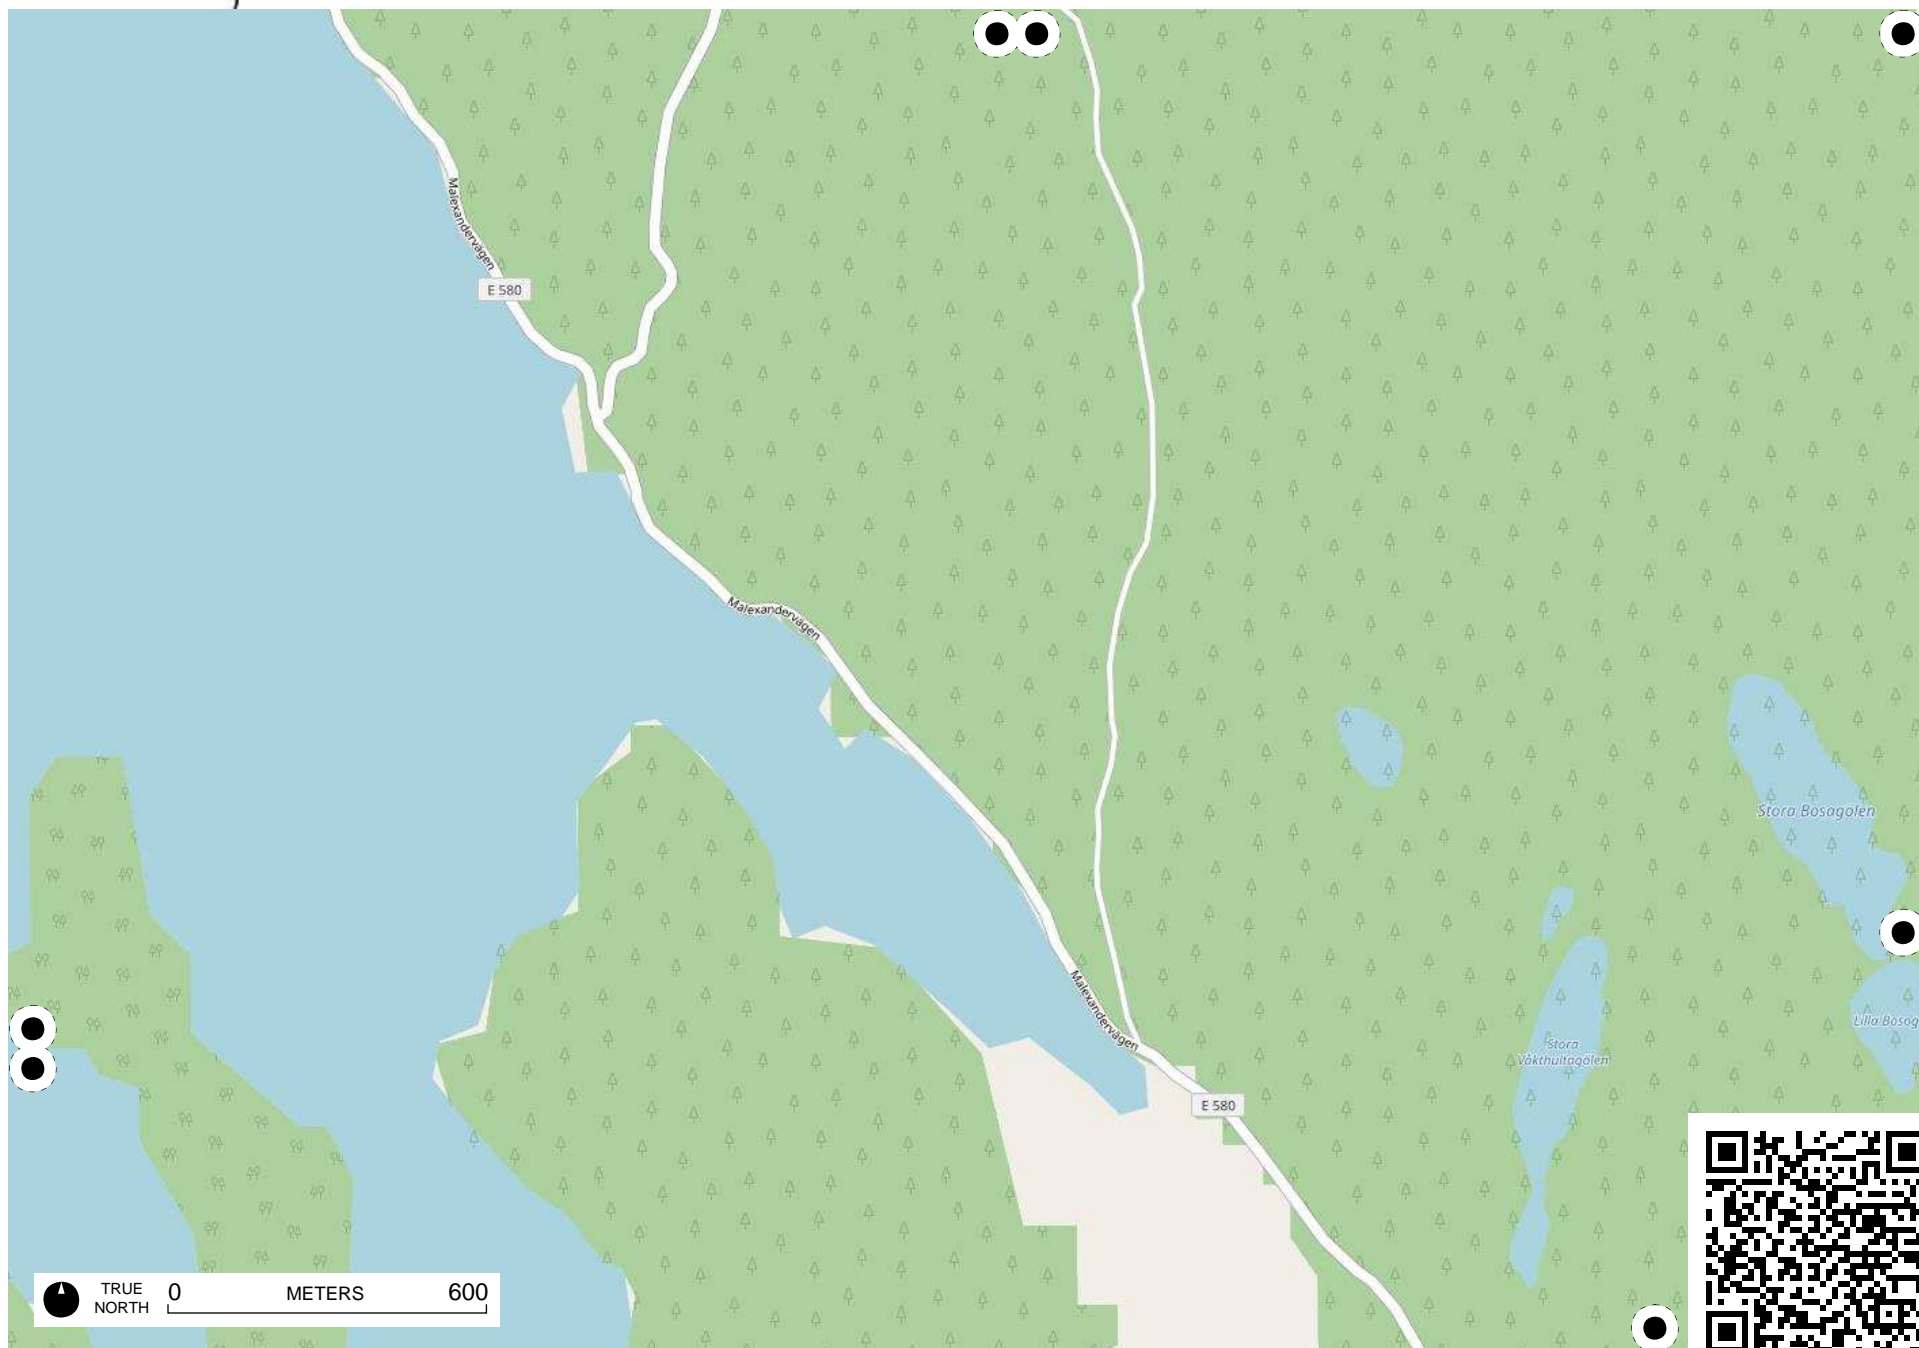 Malexandervägen
E 580
Malexandervägen
Stora Bosagölen
Malexandervägen
Lilla Bosag
Stora
Våkthultagölen
E 580
TRUE
NORTH
0 METERS 600